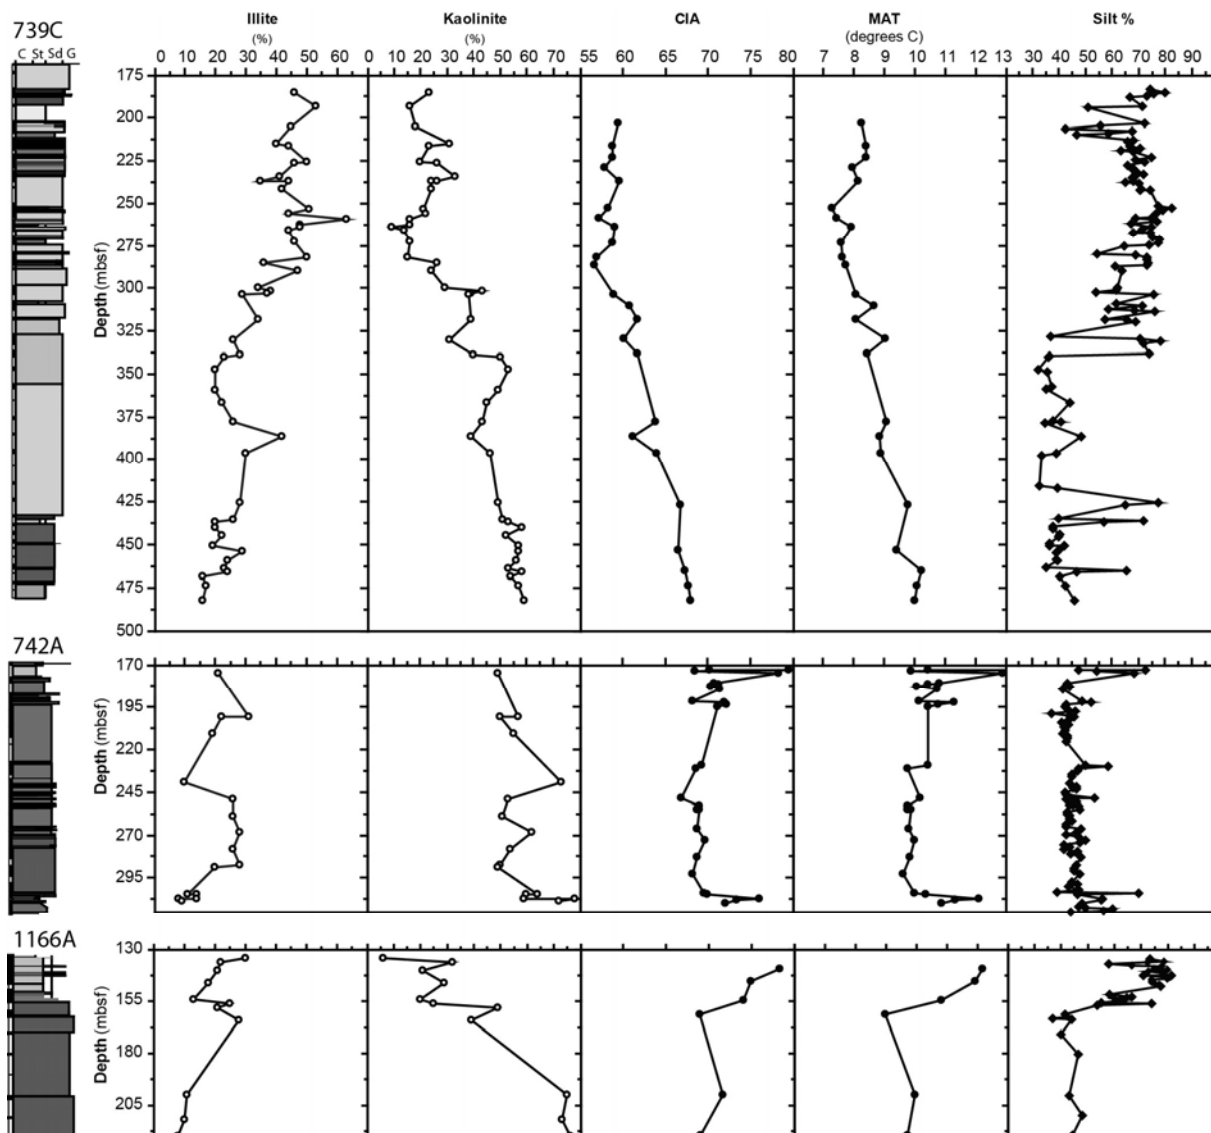 739C
C St Sd G
Illite
(%)
Kaolinite
(%)
CIA
MAT
(degrees C)
Silt %
0 10 20 30 40 50 60
0 10 20 30 40 50 60 70
55 60 70 80
7 8 9 10 11 12 13
30 40 50 60 70 80 90
Depth (mbsf)
175
200
225
250
275
300
325
350
375
400
425
450
475
500
742A
Depth (mbsf)
170
195
220
245
270
295
1166A
Depth (mbsf)
130
155
180
205